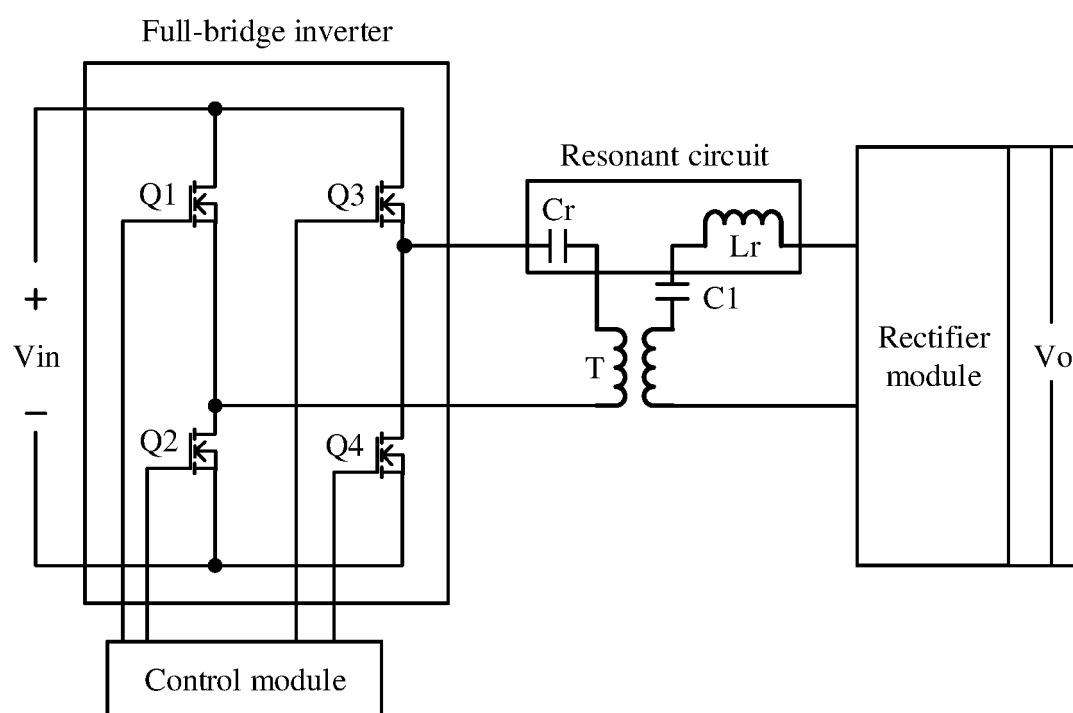 Full-bridge inverter
Resonant circuit
Q1
Q3
Cr
Lr
+
Vin
−
C1
T
Rectifier
module
Vo
Q2
Q4
Control module